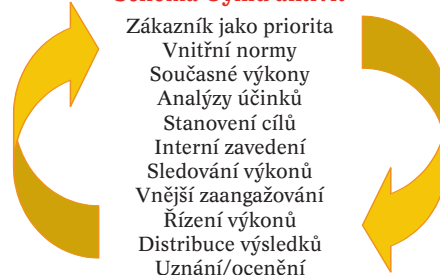 Zákazník jako priorita
Vnitřní normy
Současné výkony
Analýzy účinků
Stanovení cílů
Interní zavedení
Sledování výkonů
Vnější zaangažování
Řízení výkonů
Distribuce výsledků
Uznání/ocenění